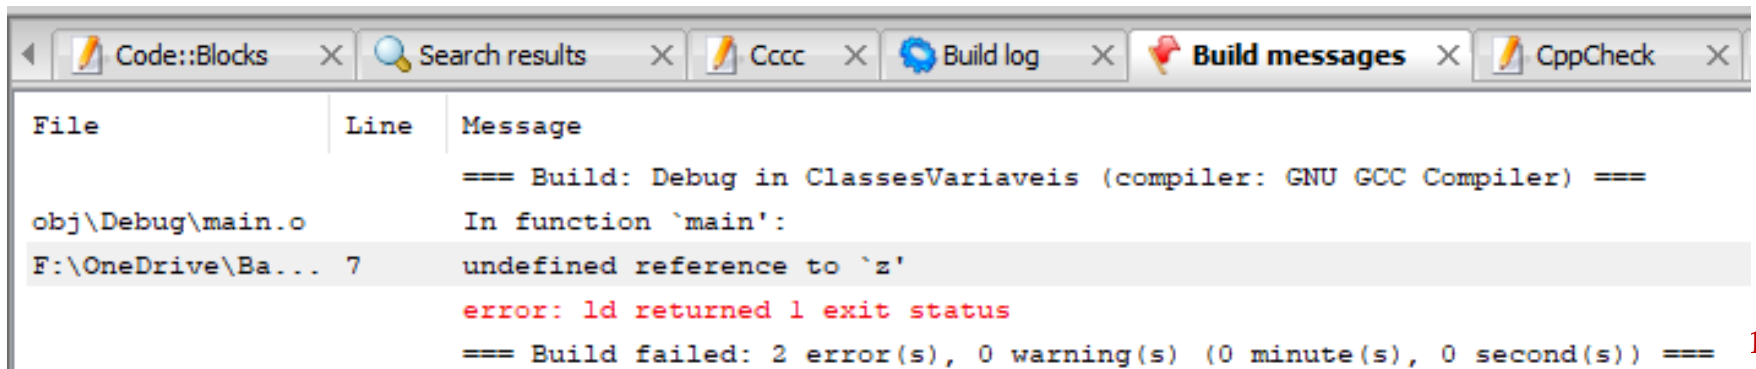 Code::Blocks Search results Cccc Build log Build messages CppCheck
File Line Message
=== Build: Debug in ClassesVariaveis (compiler: GNU GCC Compiler) ===
obj\Debug\main.o In function `main':
F:\OneDrive\Ba... 7 undefined reference to `z'
error: ld returned 1 exit status
=== Build failed: 2 error(s), 0 warning(s) (0 minute(s), 0 second(s)) ===